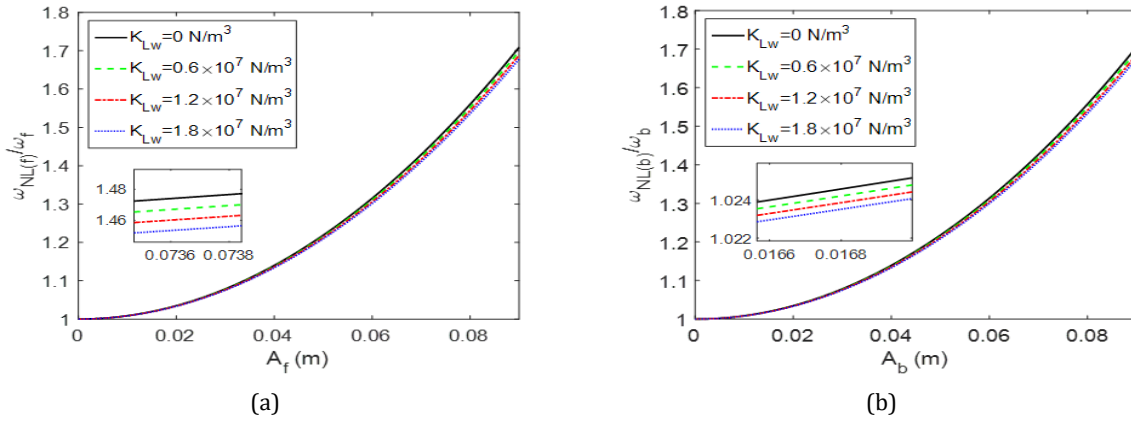 1.8
1.7
1.6
1.5
1.4
1.3
1.2
1.1
1
ω_NL(f)/ω_f
K_Lw=0 N/m³
K_Lw=0.6×10⁷ N/m³
K_Lw=1.2×10⁷ N/m³
K_Lw=1.8×10⁷ N/m³
1.48
1.46
0.0736 0.0738
0 0.02 0.04 0.06 0.08
A_f (m)
(a)
1.8
1.7
1.6
1.5
1.4
1.3
1.2
1.1
1
ω_NL(b)/ω_b
K_Lw=0 N/m³
K_Lw=0.6×10⁷ N/m³
K_Lw=1.2×10⁷ N/m³
K_Lw=1.8×10⁷ N/m³
1.024
1.022
0.0166 0.0168
0 0.02 0.04 0.06 0.08
A_b (m)
(b)